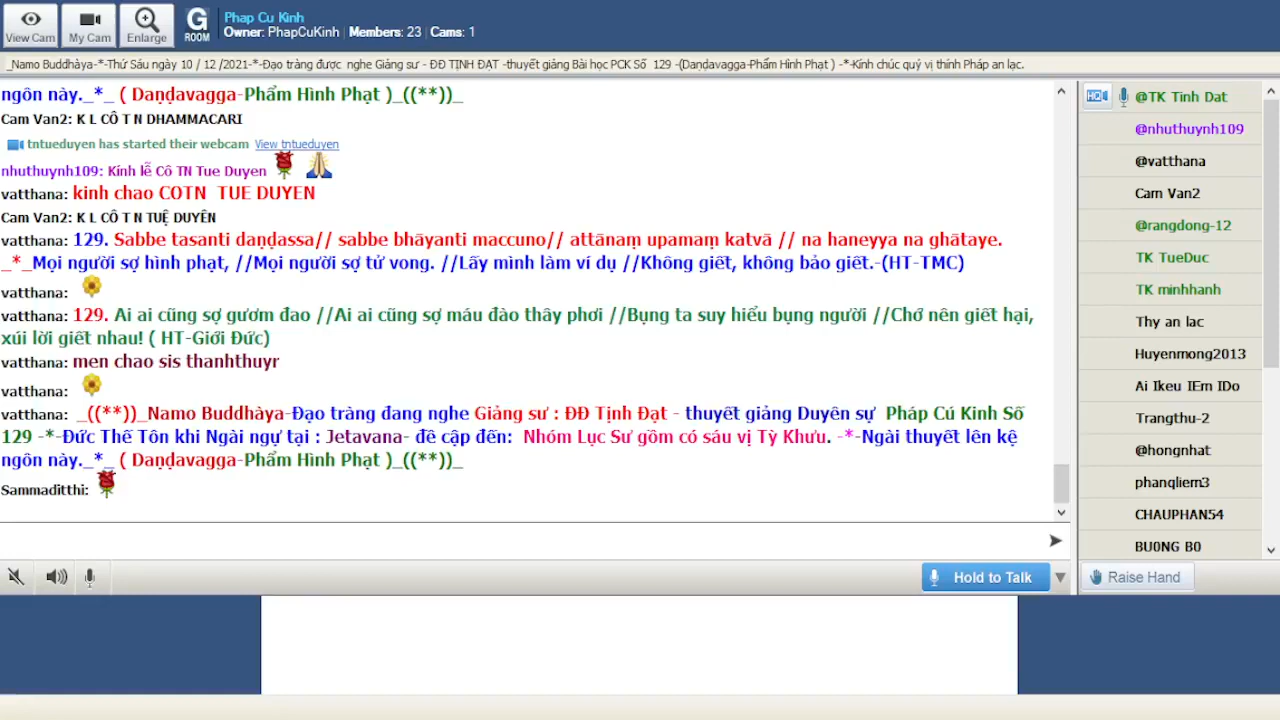 View Cam
My Cam
Enlarge
G
ROOM
Phap Cu Kinh
Owner: PhapCuKinh | Members: 23 | Cams: 1
_Namo Buddhàya-*-Thứ Sáu ngày 10 / 12 /2021-*-Đạo tràng được nghe Giảng sư - ĐĐ TỊNH ĐẠT -thuyết giảng Bài học PCK Số 129 -(Daṇḍavagga-Phẩm Hình Phạt ) -*-Kính chúc quý vị thính Pháp an lạc.
ngôn này._*_ ( Daṇḍavagga-Phẩm Hình Phạt )_((**))_
Cam Van2: K L CÔ T N DHAMMACARI
tntueduyen has started their webcam View tntueduyen
nhuthuynh109: Kính lễ Cô TN Tue Duyen
vatthana: kinh chao COTN TUE DUYEN
Cam Van2: K L CÔ T N TUỆ DUYÊN
vatthana: 129. Sabbe tasanti daṇḍassa// sabbe bhāyanti maccuno// attānaṃ upamaṃ katvā // na haneyya na ghātaye.
_*_Mọi người sợ hình phạt, //Mọi người sợ tử vong. //Lấy mình làm ví dụ //Không giết, không bảo giết.-(HT-TMC)
vatthana:
vatthana: 129. Ai ai cũng sợ gươm đao //Ai ai cũng sợ máu đào thây phơi //Bụng ta suy hiểu bụng người //Chớ nên giết hại,
xúi lời giết nhau! ( HT-Giới Đức)
vatthana: men chao sis thanhthuyr
vatthana:
vatthana: _((**))_Namo Buddhàya-Đạo tràng đang nghe Giảng sư : ĐĐ Tịnh Đạt - thuyết giảng Duyên sự Pháp Cú Kinh Số
129 -*-Đức Thế Tôn khi Ngài ngự tại : Jetavana- đề cập đến: Nhóm Lục Sư gồm có sáu vị Tỳ Khưu. -*-Ngài thuyết lên kệ
ngôn này._*_ ( Daṇḍavagga-Phẩm Hình Phạt )_((**))_
Sammaditthi:
Hold to Talk
HQ
@TK Tinh Dat
@nhuthuynh109
@vatthana
Cam Van2
@rangdong-12
TK TueDuc
TK minhhanh
Thy an lac
Huyenmong2013
Ai Ikeu IEm IDo
Trangthu-2
@hongnhat
phanqliem3
CHAUPHAN54
BU0NG B0
Raise Hand